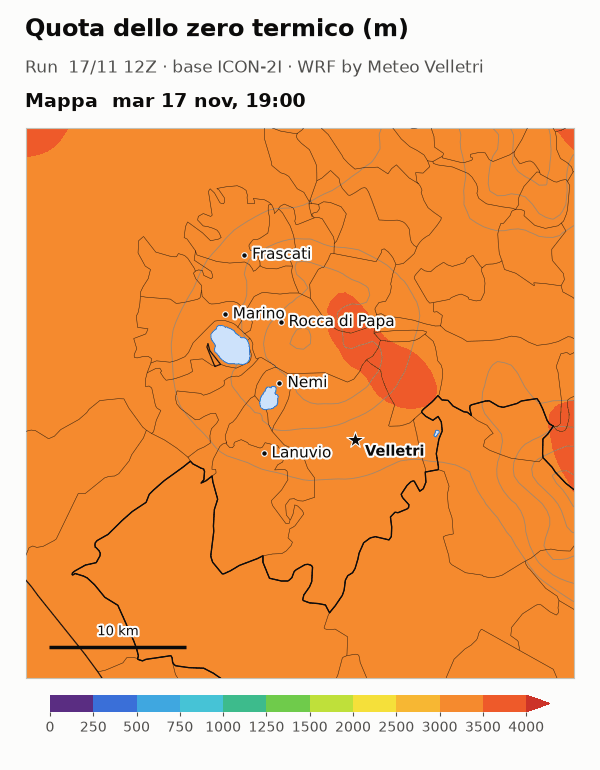 Quota dello zero termico (m)
Run  17/11 12Z · base ICON-2I · WRF by Meteo Velletri
Mappa  mar 17 nov, 19:00
Frascati
Marino
Rocca di Papa
Nemi
Velletri
Lanuvio
10 km
0 250 500 750 1000 1250 1500 2000 2500 3000 3500 4000